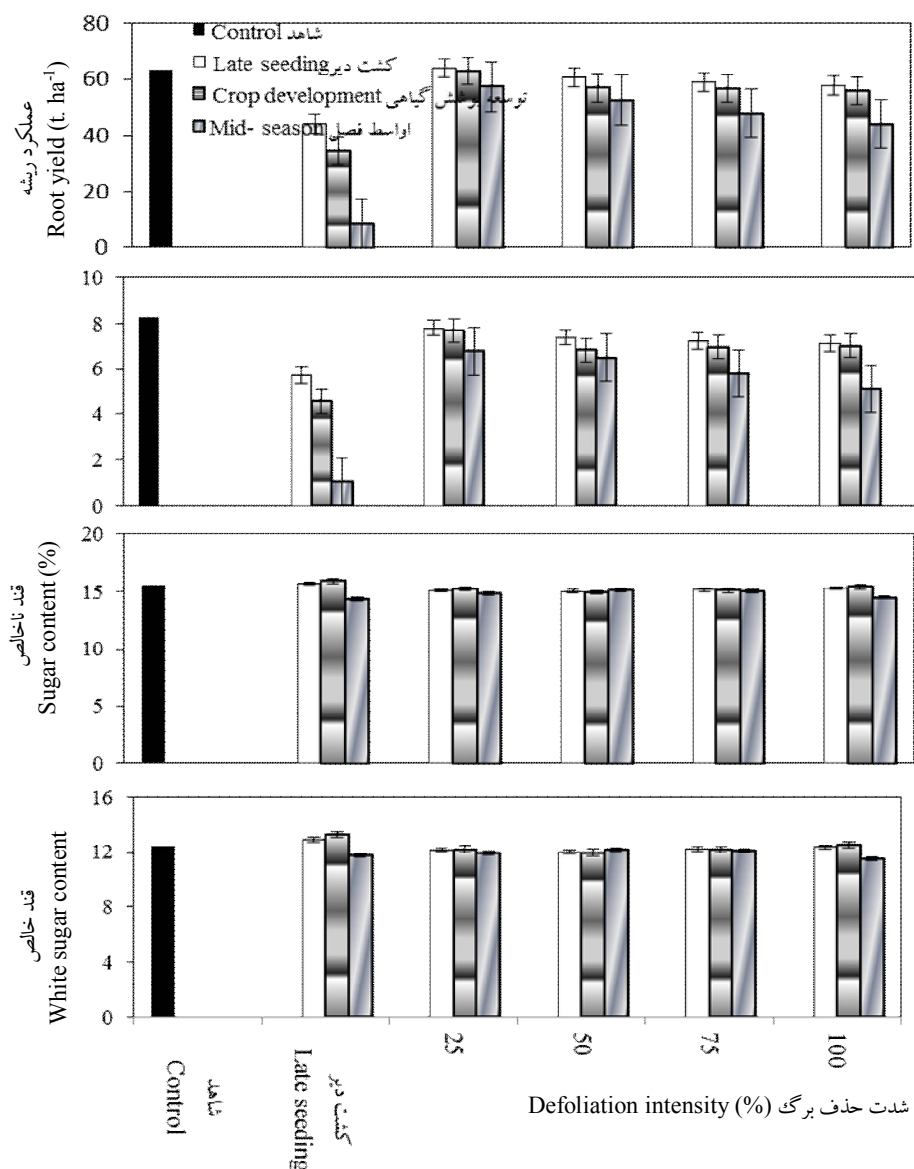 80
60
40
20
0
عملکرد ریشه
Root yield (t. ha⁻¹)
Control شاهد
Late seeding کشت دیر
Crop development توسعه پوشش گیاهی
Mid- season اواسط فصل
10
8
6
4
2
0
20
15
10
5
0
قند ناخالص
Sugar content (%)
16
12
8
4
0
قند خالص
White sugar content
شاهد
Control
کشت دیر
Late seeding
25
50
75
100
شدت حذف برگ Defoliation intensity (%)